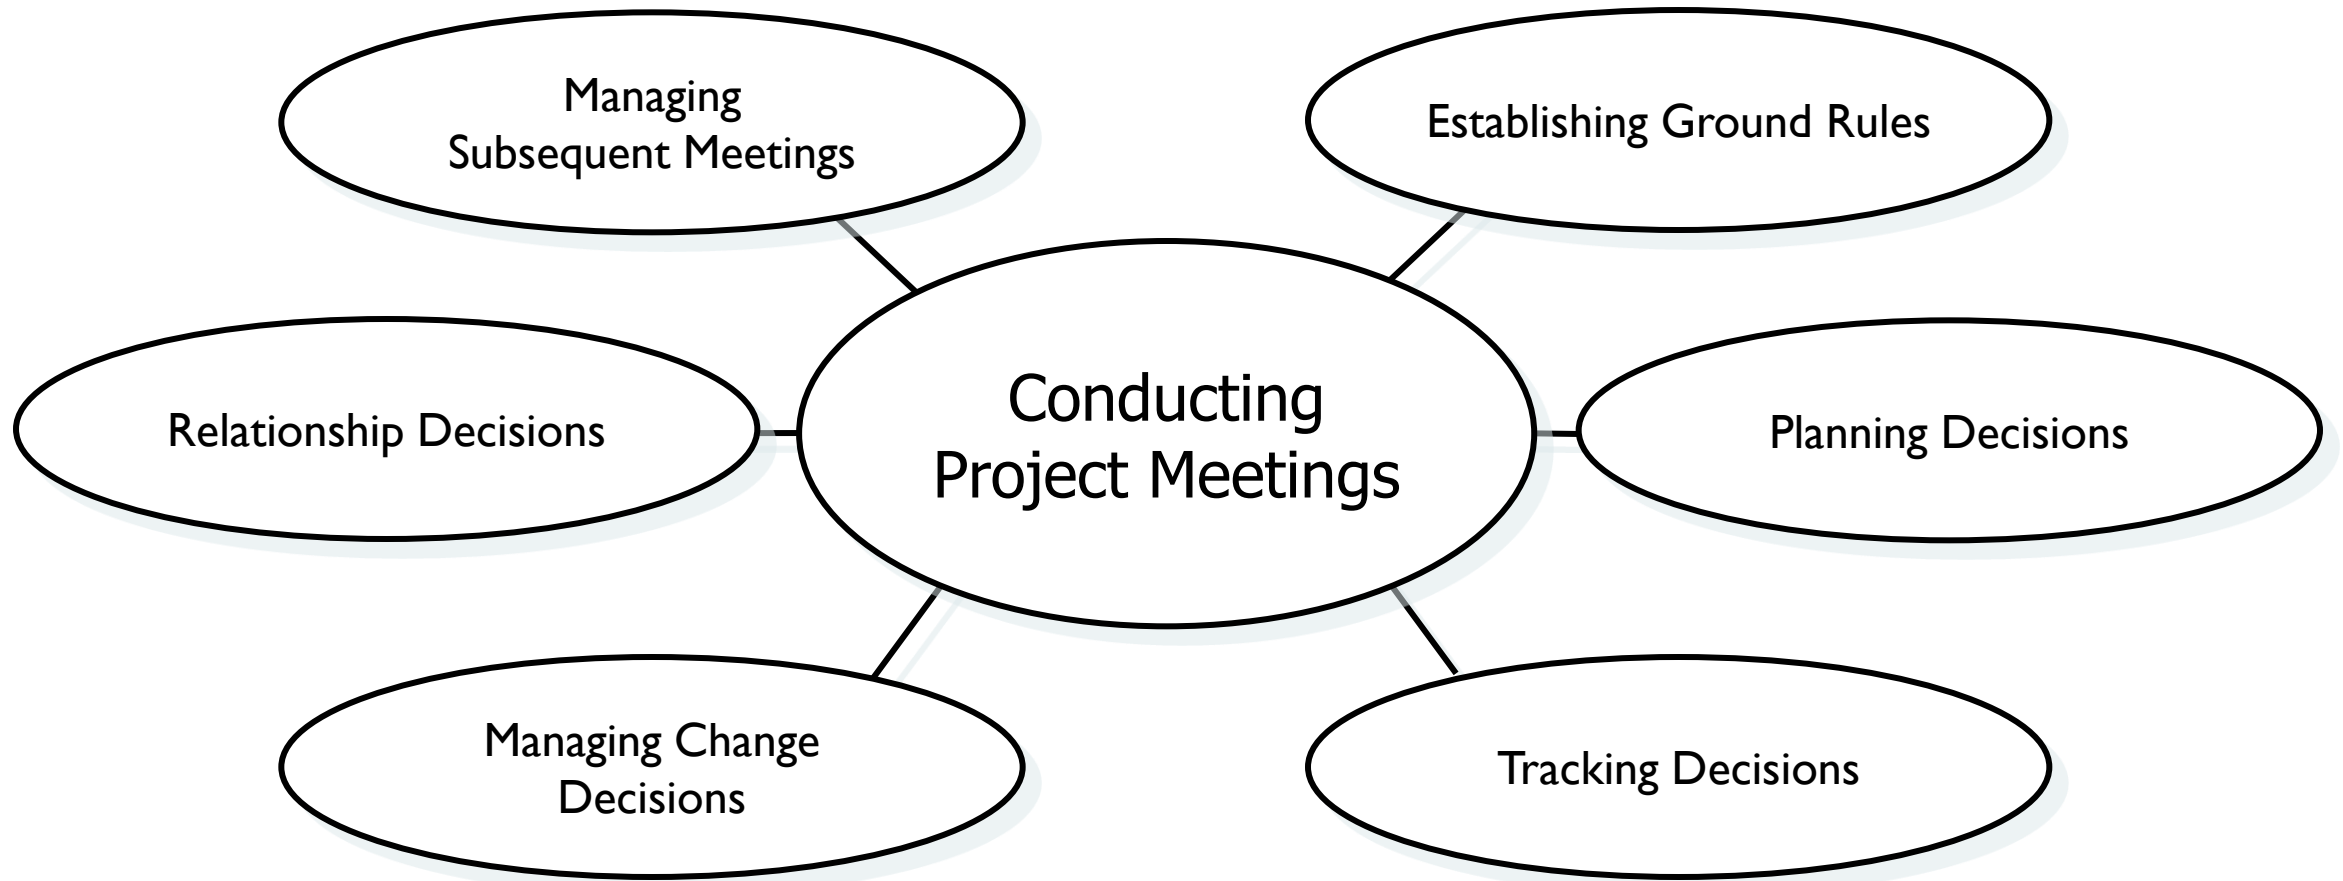 Managing
Subsequent Meetings
Establishing Ground Rules
Relationship Decisions
Conducting
Project Meetings
Planning Decisions
Managing Change
Decisions
Tracking Decisions